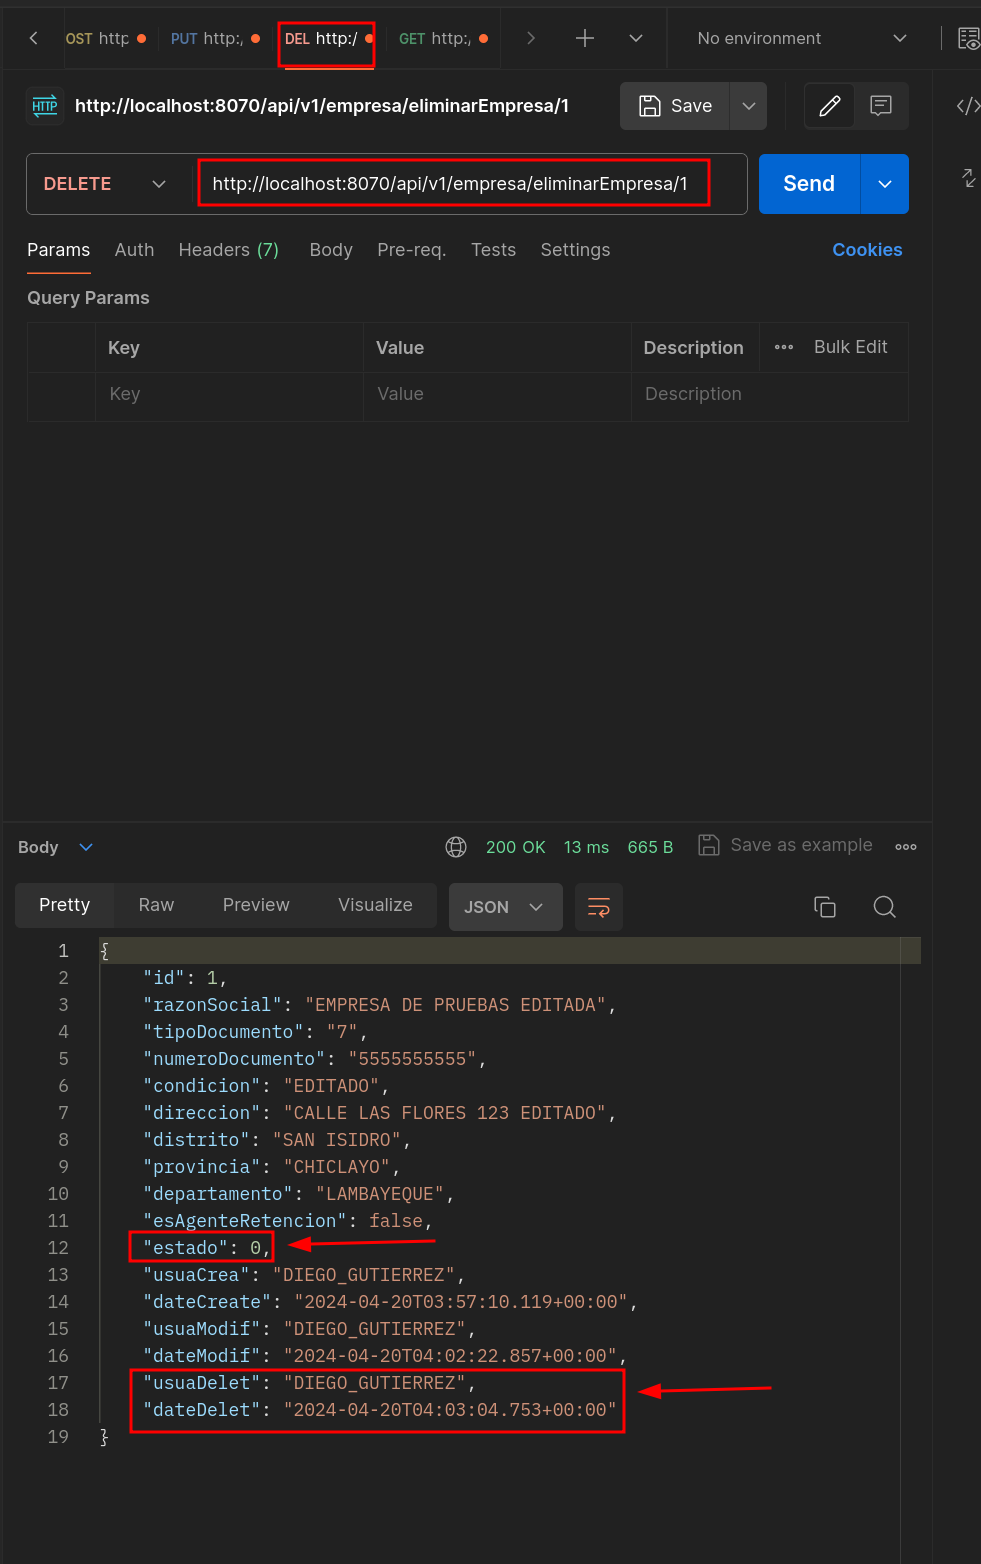 OST http
PUT http:,
DEL http:/
GET http:,
No environment
HTTP
http://localhost:8070/api/v1/empresa/eliminarEmpresa/1
Save
DELETE
http://localhost:8070/api/v1/empresa/eliminarEmpresa/1
Send
Params Auth Headers (7) Body Pre-req. Tests Settings Cookies
Query Params
Key Value Description Bulk Edit
Key Value Description
Body 200 OK 13 ms 665 B Save as example
Pretty Raw Preview Visualize JSON
1 {
2 "id": 1,
3 "razonSocial": "EMPRESA DE PRUEBAS EDITADA",
4 "tipoDocumento": "7",
5 "numeroDocumento": "5555555555",
6 "condicion": "EDITADO",
7 "direccion": "CALLE LAS FLORES 123 EDITADO",
8 "distrito": "SAN ISIDRO",
9 "provincia": "CHICLAYO",
10 "departamento": "LAMBAYEQUE",
11 "esAgenteRetencion": false,
12 "estado": 0,
13 "usuaCrea": "DIEGO_GUTIERREZ",
14 "dateCreate": "2024-04-20T03:57:10.119+00:00",
15 "usuaModif": "DIEGO_GUTIERREZ",
16 "dateModif": "2024-04-20T04:02:22.857+00:00",
17 "usuaDelet": "DIEGO_GUTIERREZ",
18 "dateDelet": "2024-04-20T04:03:04.753+00:00"
19 }